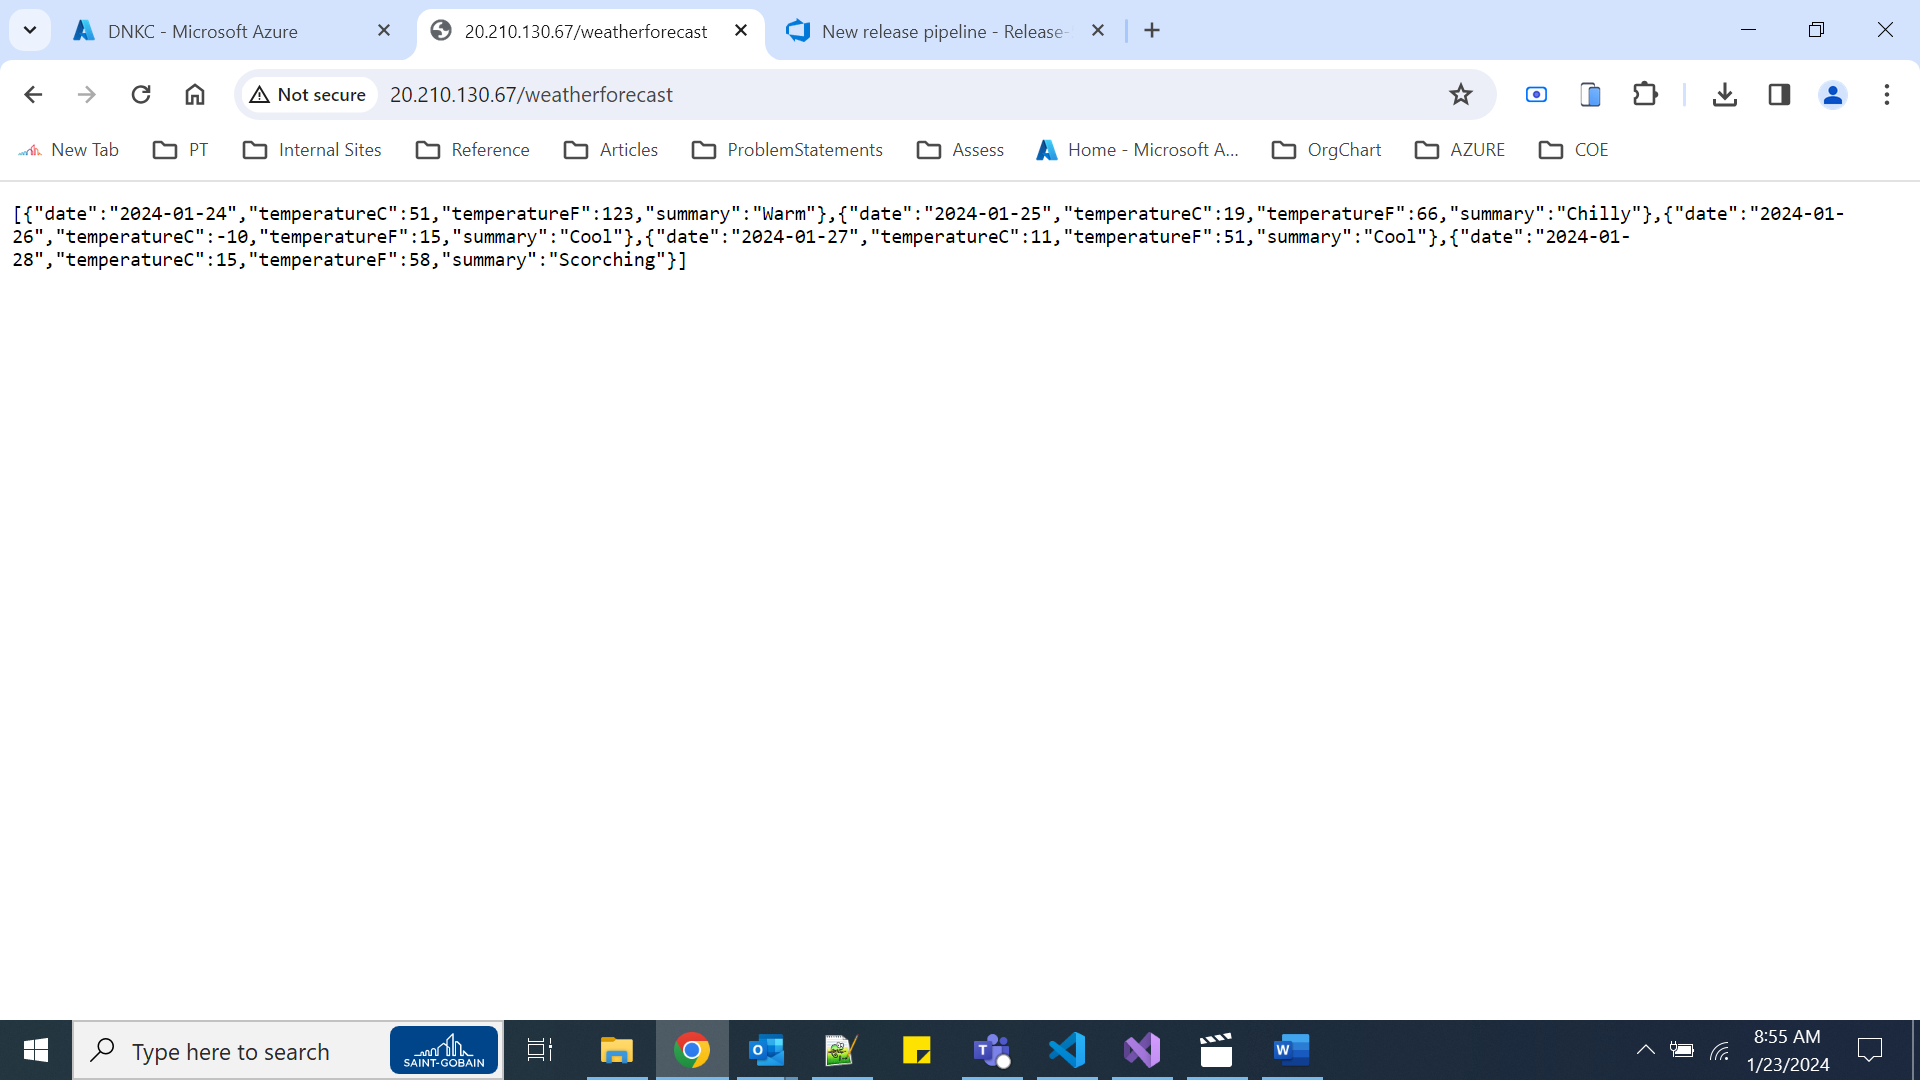 DNKC - Microsoft Azure
20.210.130.67/weatherforecast
New release pipeline - Release-
Not secure
20.210.130.67/weatherforecast
New Tab
PT
Internal Sites
Reference
Articles
ProblemStatements
Assess
Home - Microsoft A...
OrgChart
AZURE
COE
[{"date":"2024-01-24","temperatureC":51,"temperatureF":123,"summary":"Warm"},{"date":"2024-01-25","temperatureC":19,"temperatureF":66,"summary":"Chilly"},{"date":"2024-01-
26","temperatureC":-10,"temperatureF":15,"summary":"Cool"},{"date":"2024-01-27","temperatureC":11,"temperatureF":51,"summary":"Cool"},{"date":"2024-01-
28","temperatureC":15,"temperatureF":58,"summary":"Scorching"}]
Type here to search
SAINT-GOBAIN
8:55 AM
1/23/2024